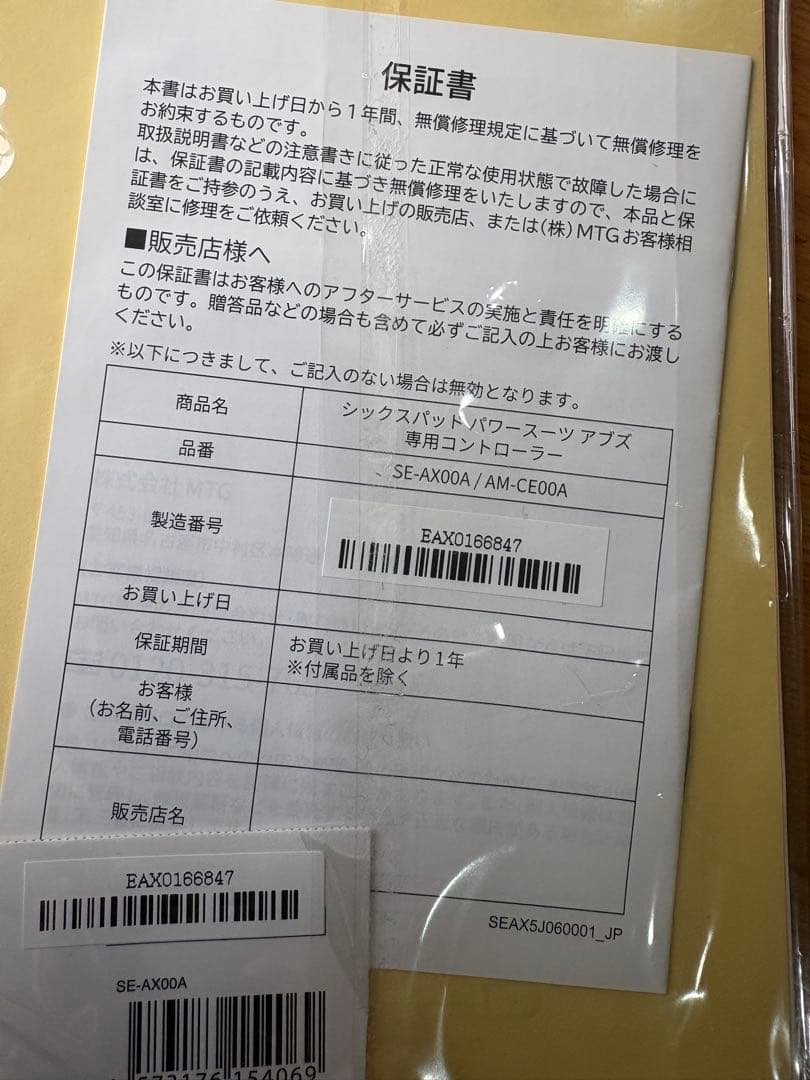 保証書
本書はお買い上げ日から1年間、無償修理規定に基づいて無償修理を
お約束するものです。
取扱説明書などの注意書きに従った正常な使用状態で故障した場合に
は、保証書の記載内容に基づき無償修理をいたしますので、本品と保
証書をご持参のうえ、お買い上げの販売店、または(株)MTGお客様相
談室に修理をご依頼ください。
■販売店様へ
この保証書はお客様へのアフターサービスの実施と責任を明確にする
ものです。贈答品などの場合も含めて必ずご記入の上お客様にお渡し
ください。
※以下につきまして、ご記入のない場合は無効となります。
商品名
シックスパット パワースーツ アブズ
専用コントローラー
品番
SE-AX00A / AM-CE00A
製造番号
EAX0166847
お買い上げ日
保証期間
お買い上げ日より1年
※付属品を除く
お客様
(お名前、ご住所、
電話番号)
販売店名
SEAX5J060001_JP
EAX0166847
SE-AX00A
573176 154069